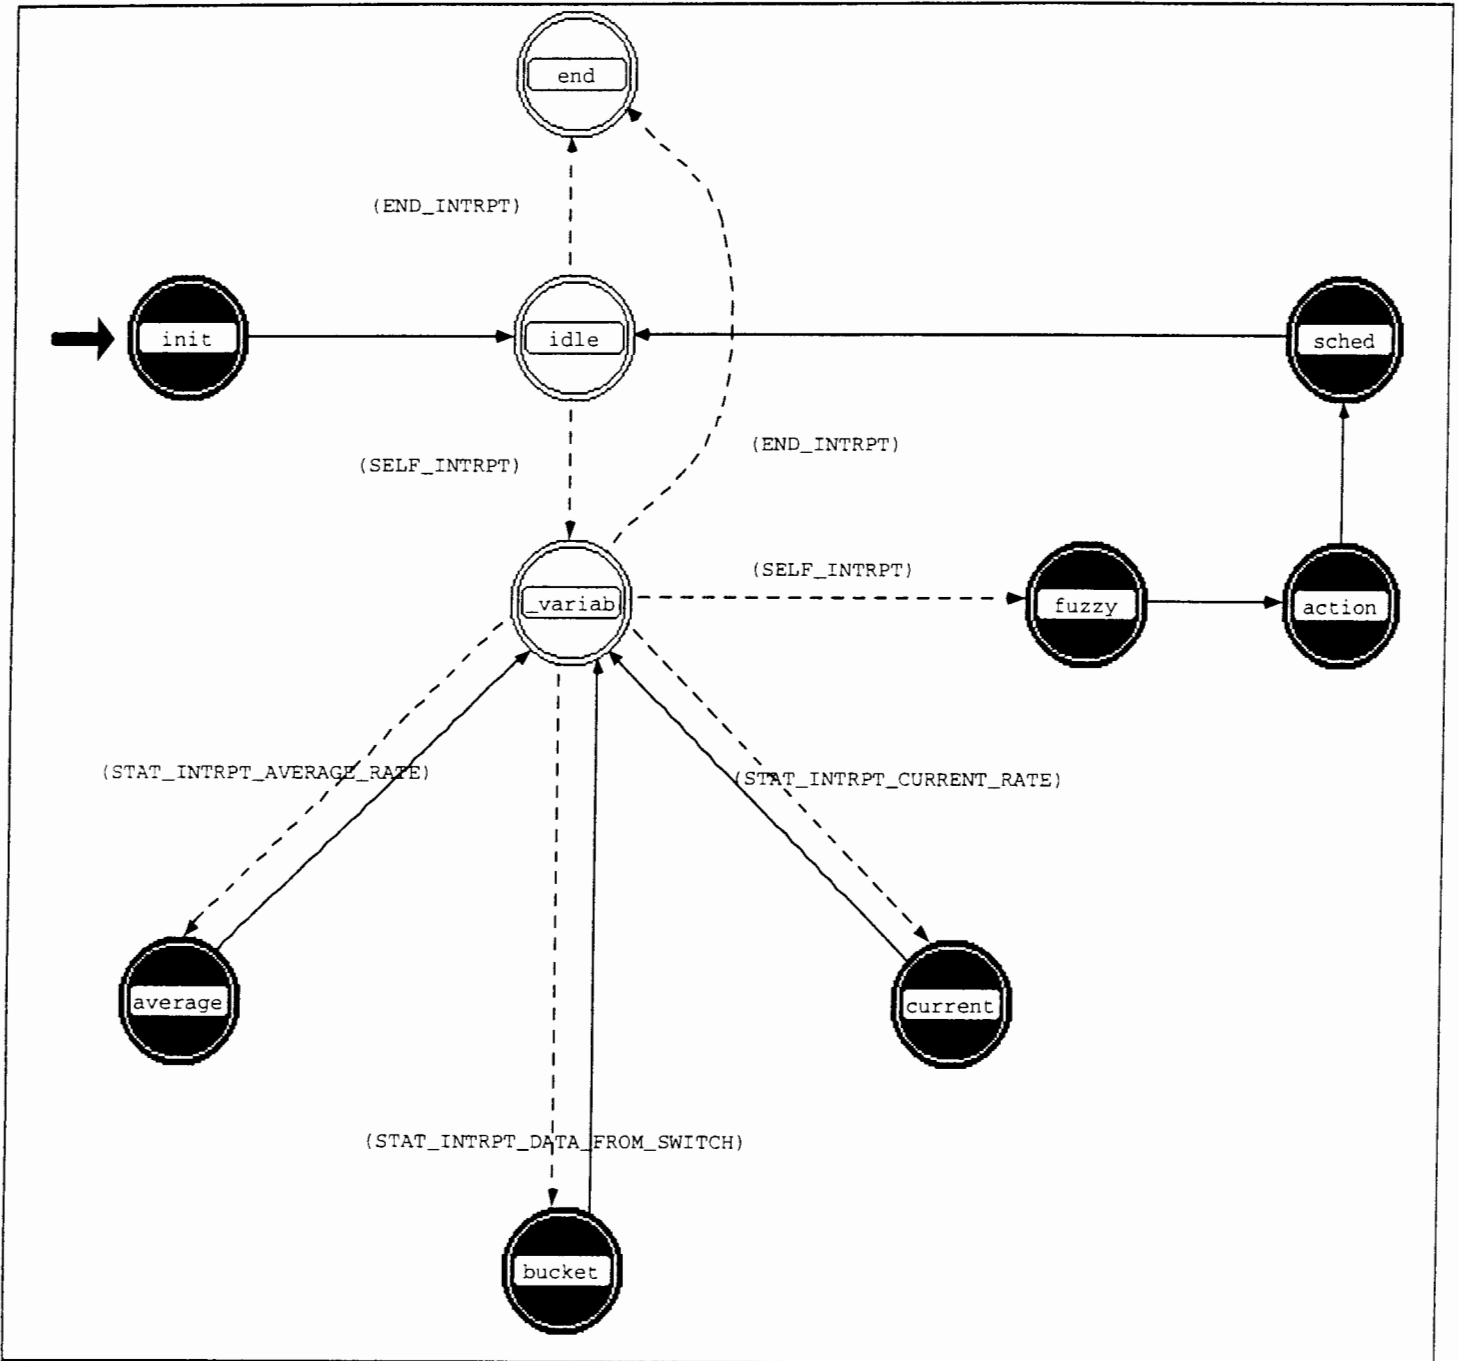 end
(END_INTRPT)
init
idle
sched
(END_INTRPT)
(SELF_INTRPT)
(SELF_INTRPT)
_variab
fuzzy
action
(STAT_INTRPT_AVERAGE_RATE)
(STAT_INTRPT_CURRENT_RATE)
average
current
(STAT_INTRPT_DATA_FROM_SWITCH)
bucket